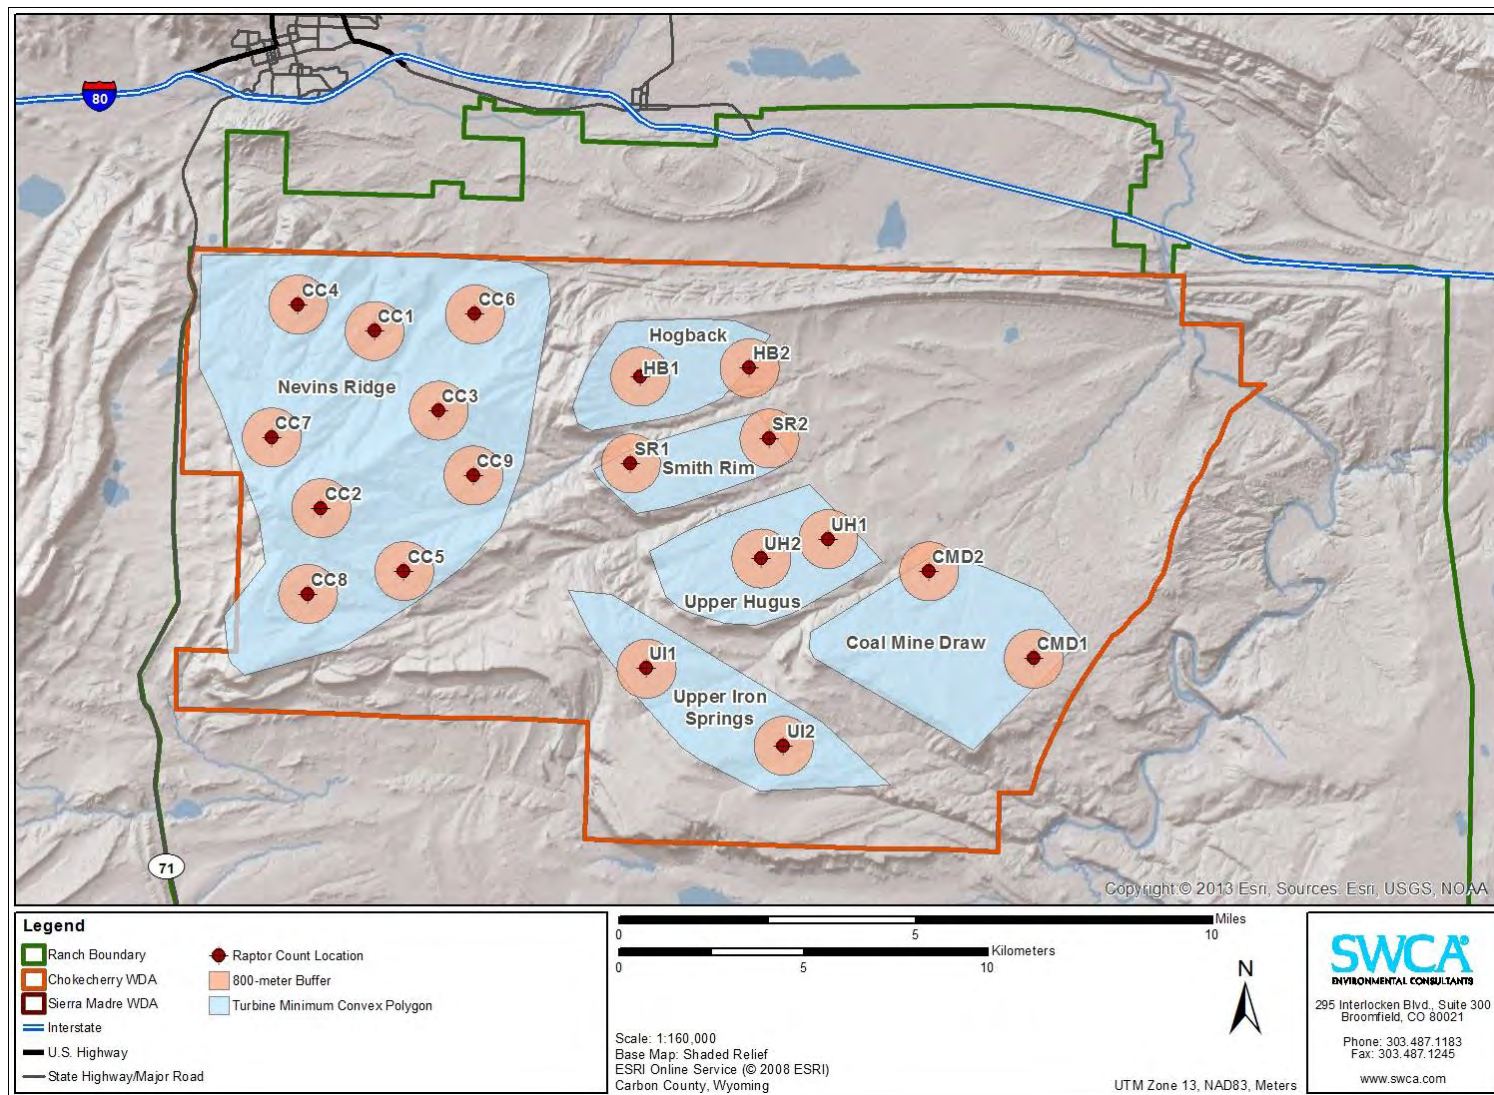 80
CC4
CC6
CC1
Hogback
HB2
HB1
Nevins Ridge
CC3
CC7
SR2
SR1
Smith Rim
CC9
CC2
UH1
UH2
CMD2
CC5
CC8
Upper Hugus
Coal Mine Draw
CMD1
UI1
Upper Iron
Springs
UI2
71
Copyright:© 2013 Esri, Sources: Esri, USGS, NOAA
Legend
Ranch Boundary
Chokecherry WDA
Sierra Madre WDA
Interstate
U.S. Highway
State Highway/Major Road
Raptor Count Location
800-meter Buffer
Turbine Minimum Convex Polygon
Miles
0 5 10
Kilometers
0 5 10
Scale: 1:160,000
Base Map: Shaded Relief
ESRI Online Service (© 2008 ESRI)
Carbon County, Wyoming
N
UTM Zone 13, NAD83, Meters
SWCA®
ENVIRONMENTAL CONSULTANTS
295 Interlocken Blvd., Suite 300
Broomfield, CO 80021
Phone: 303.487.1183
Fax: 303.487.1245
www.swca.com